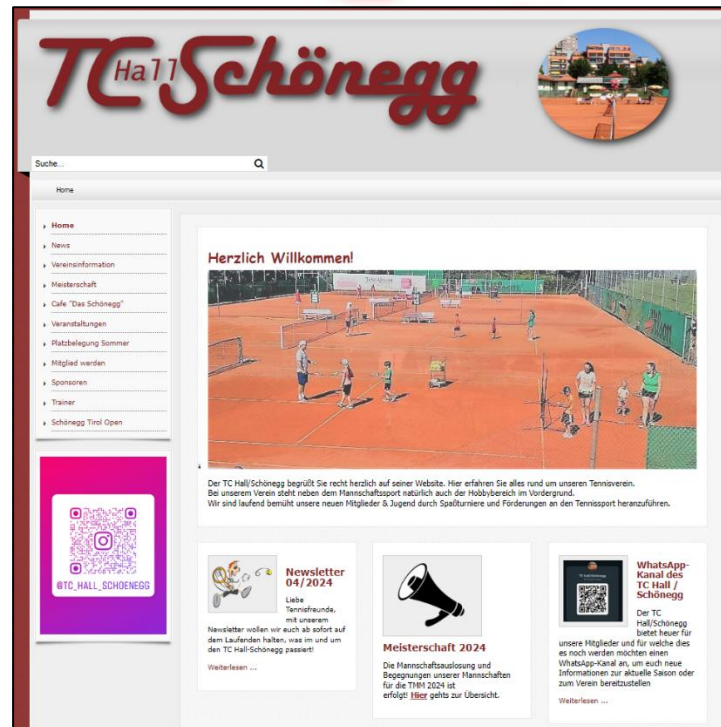 TC Hall Schönegg
Suche...
Home
Home
News
Vereinsinformation
Meisterschaft
Cafe "Das Schönegg"
Veranstaltungen
Platzbelegung Sommer
Mitglied werden
Sponsoren
Trainer
Schönegg Tirol Open
@TC_HALL_SCHOENEGG
Herzlich Willkommen!
Der TC Hall/Schönegg begrüßt Sie recht herzlich auf seiner Website. Hier erfahren Sie alles rund um unseren Tennisverein.
Bei unserem Verein steht neben dem Mannschaftssport natürlich auch der Hobbybereich im Vordergrund.
Wir sind laufend bemüht unsere neuen Mitglieder & Jugend durch Spaßturniere und Förderungen an den Tennissport heranzuführen.
Newsletter
04/2024
Liebe
Tennisfreunde,
mit unserem
Newsletter wollen wir euch ab sofort auf
dem Laufenden halten, was im und um
den TC Hall-Schönegg passiert!
Weiterlesen ...
Meisterschaft 2024
Die Mannschaftsauslosung und
Begegnungen unserer Mannschaften
für die TMM 2024 ist
erfolgt! Hier gehts zur Übersicht.
WhatsApp-
Kanal des
TC Hall /
Schönegg
Der TC
Hall/Schönegg
bietet heuer für
unsere Mitglieder und für welche dies
es noch werden möchten einen
WhatsApp-Kanal an, um euch neue
Informationen zur aktuelle Saison oder
zum Verein bereitzustellen
Weiterlesen ...